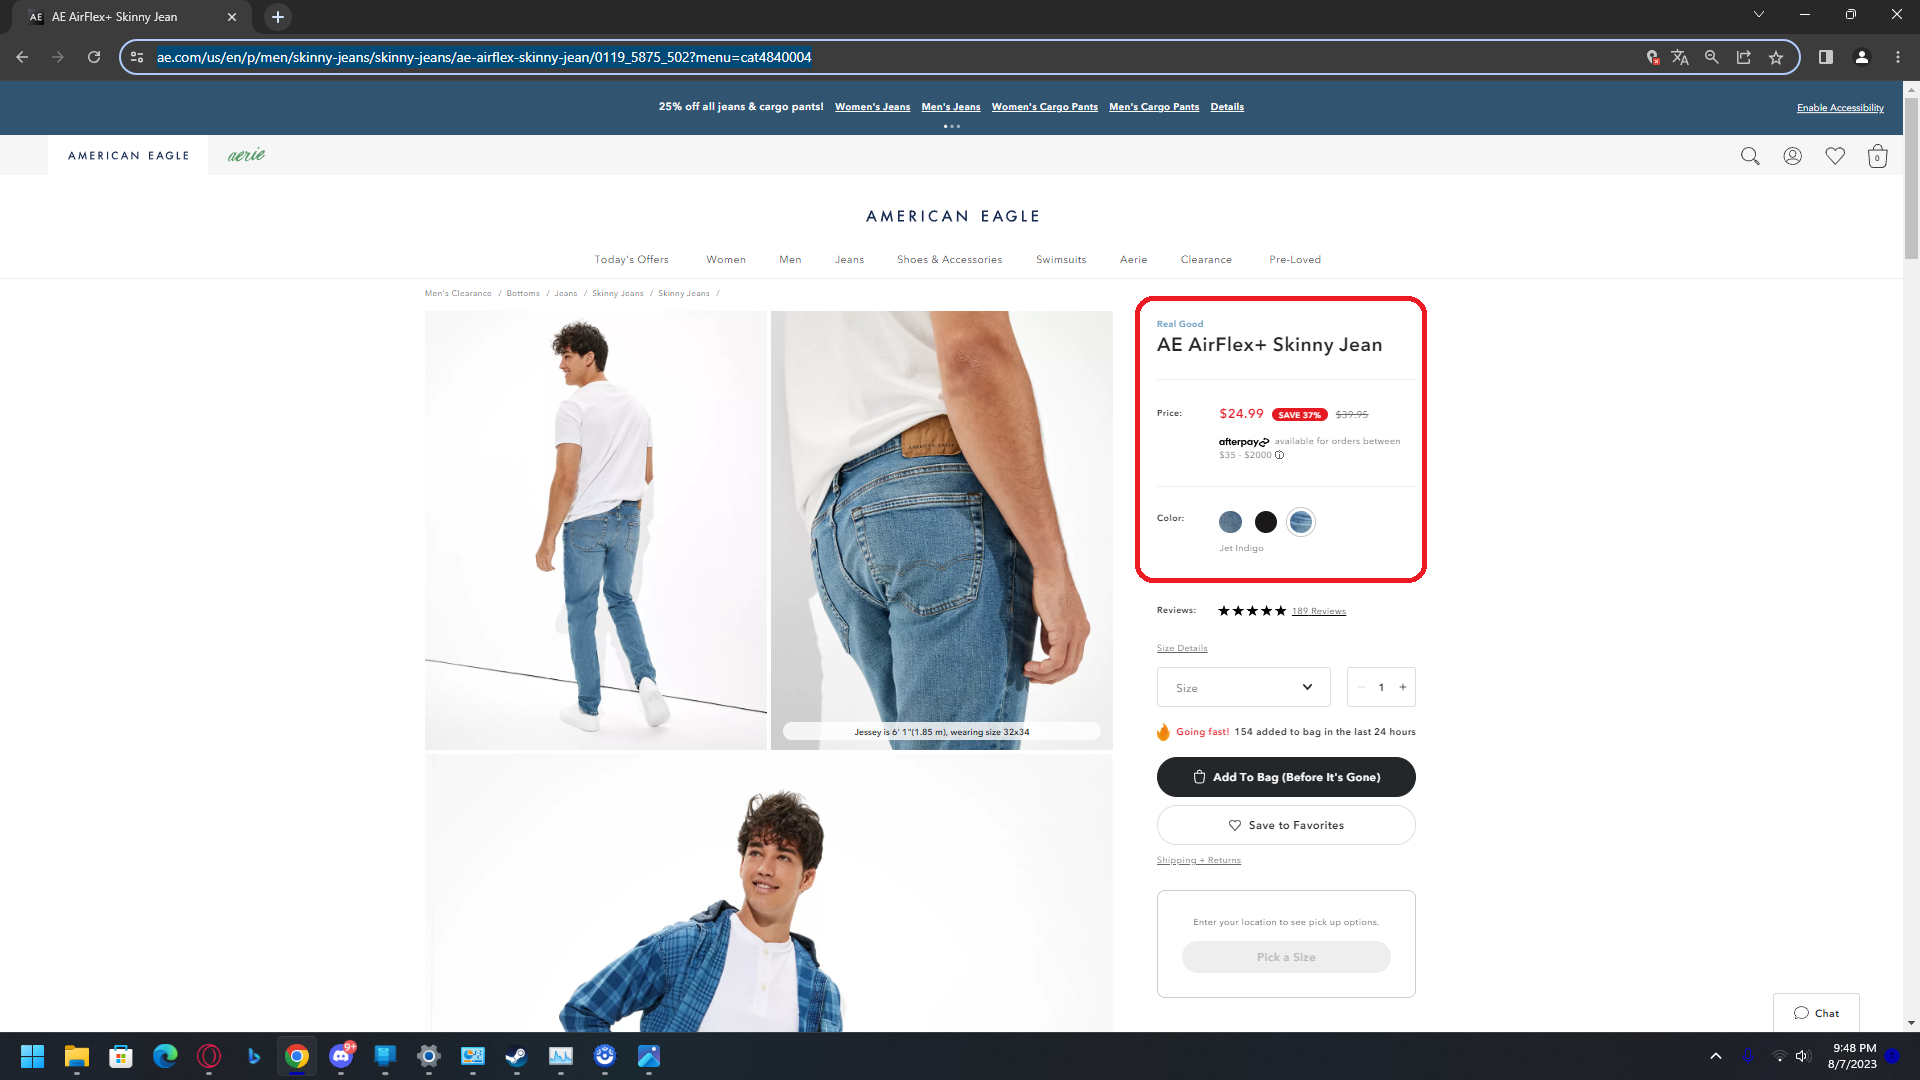 AE AirFlex+ Skinny Jean
ae.com/us/en/p/men/skinny-jeans/skinny-jeans/ae-airflex-skinny-jean/0119_5875_502?menu=cat4840004
25% off all jeans & cargo pants! Women's Jeans Men's Jeans Women's Cargo Pants Men's Cargo Pants Details
Enable Accessibility
AMERICAN EAGLE
aerie
0
AMERICAN EAGLE
Today's Offers Women Men Jeans Shoes & Accessories Swimsuits Aerie Clearance Pre-Loved
Men's Clearance / Bottoms / Jeans / Skinny Jeans / Skinny Jeans /
Real Good
AE AirFlex+ Skinny Jean
Price: $24.99 SAVE 37% $39.95
afterpay available for orders between
$35 - $2000
Color:
Jet Indigo
Reviews: 189 Reviews
Size Details
Size
1
Jessey is 6' 1"(1.85 m), wearing size 32x34
Going fast! 154 added to bag in the last 24 hours
Add To Bag (Before It's Gone)
Save to Favorites
Shipping + Returns
Enter your location to see pick up options.
Pick a Size
Chat
9+
9:48 PM
8/7/2023